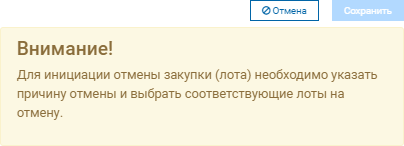 Отмена Сохранить
Внимание!
Для инициации отмены закупки (лота) необходимо указать
причину отмены и выбрать соответствующие лоты на
отмену.